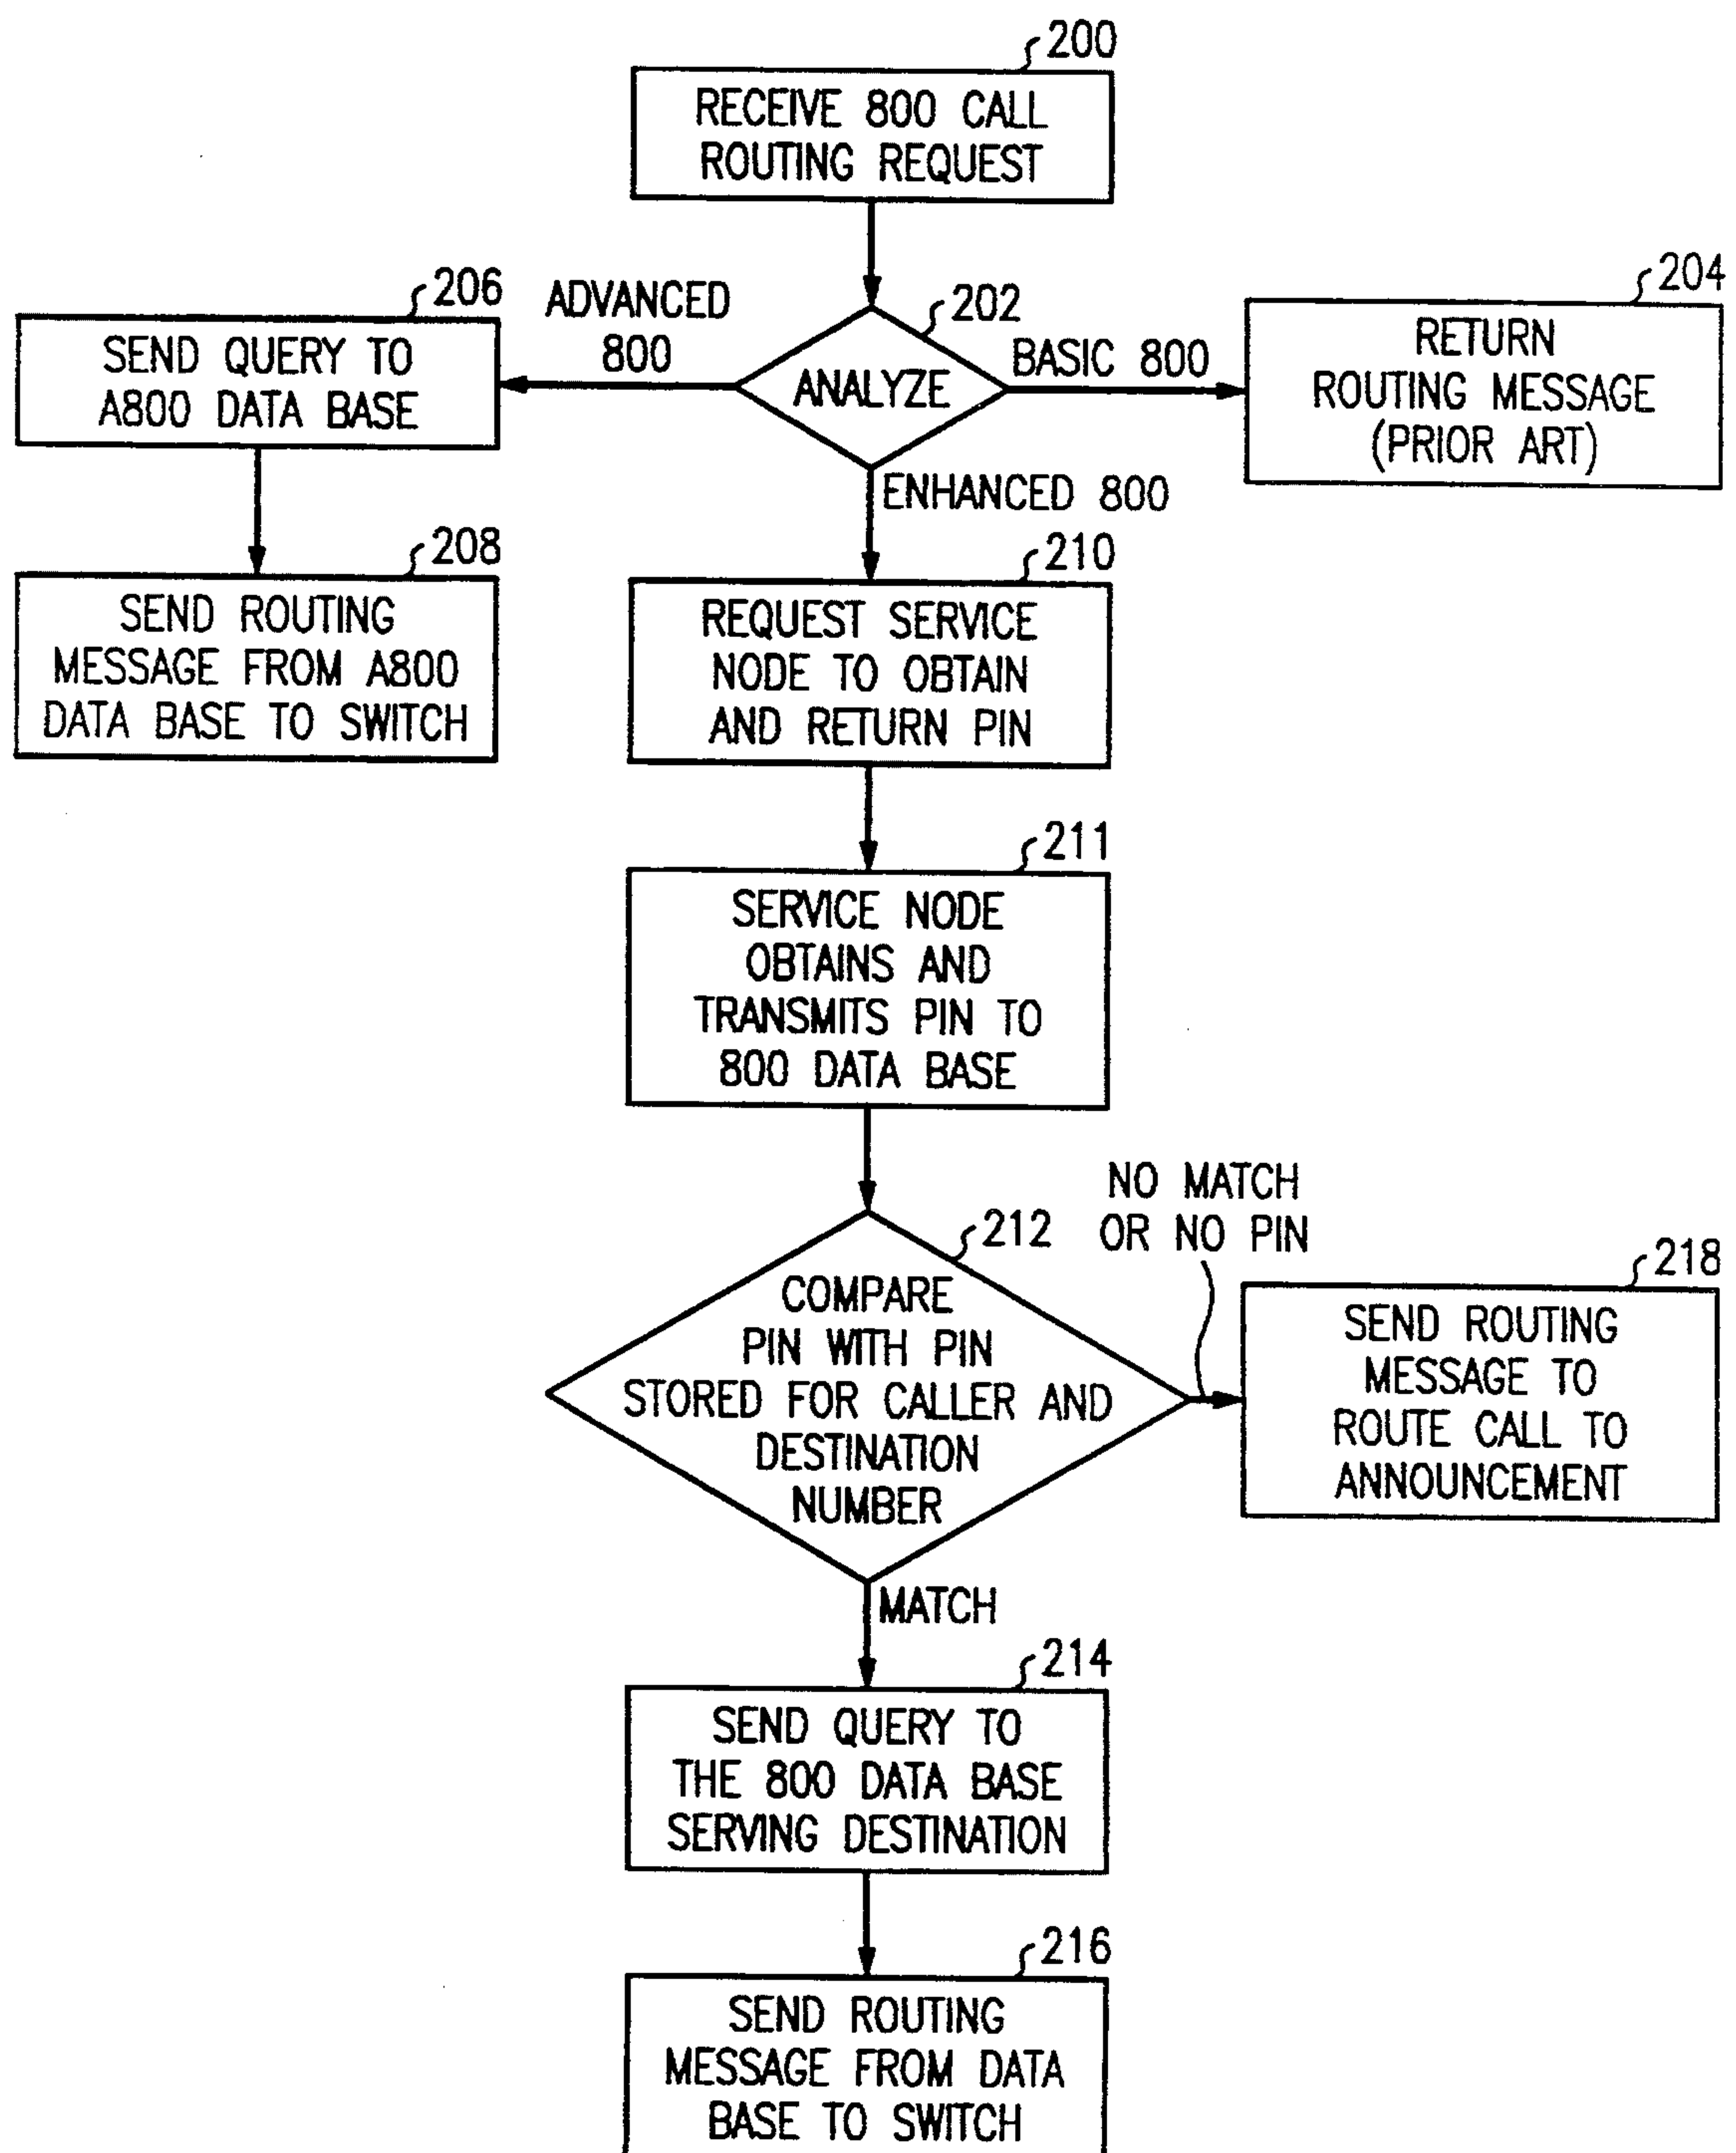 200
RECEIVE 800 CALL
ROUTING REQUEST
206
SEND QUERY TO
A800 DATA BASE
ADVANCED
800
202
ANALYZE
BASIC 800
204
RETURN
ROUTING MESSAGE
(PRIOR ART)
ENHANCED 800
208
SEND ROUTING
MESSAGE FROM A800
DATA BASE TO SWITCH
210
REQUEST SERVICE
NODE TO OBTAIN
AND RETURN PIN
211
SERVICE NODE
OBTAINS AND
TRANSMITS PIN TO
800 DATA BASE
212
COMPARE
PIN WITH PIN
STORED FOR CALLER AND
DESTINATION
NUMBER
NO MATCH
OR NO PIN
218
SEND ROUTING
MESSAGE TO
ROUTE CALL TO
ANNOUNCEMENT
MATCH
214
SEND QUERY TO
THE 800 DATA BASE
SERVING DESTINATION
216
SEND ROUTING
MESSAGE FROM DATA
BASE TO SWITCH